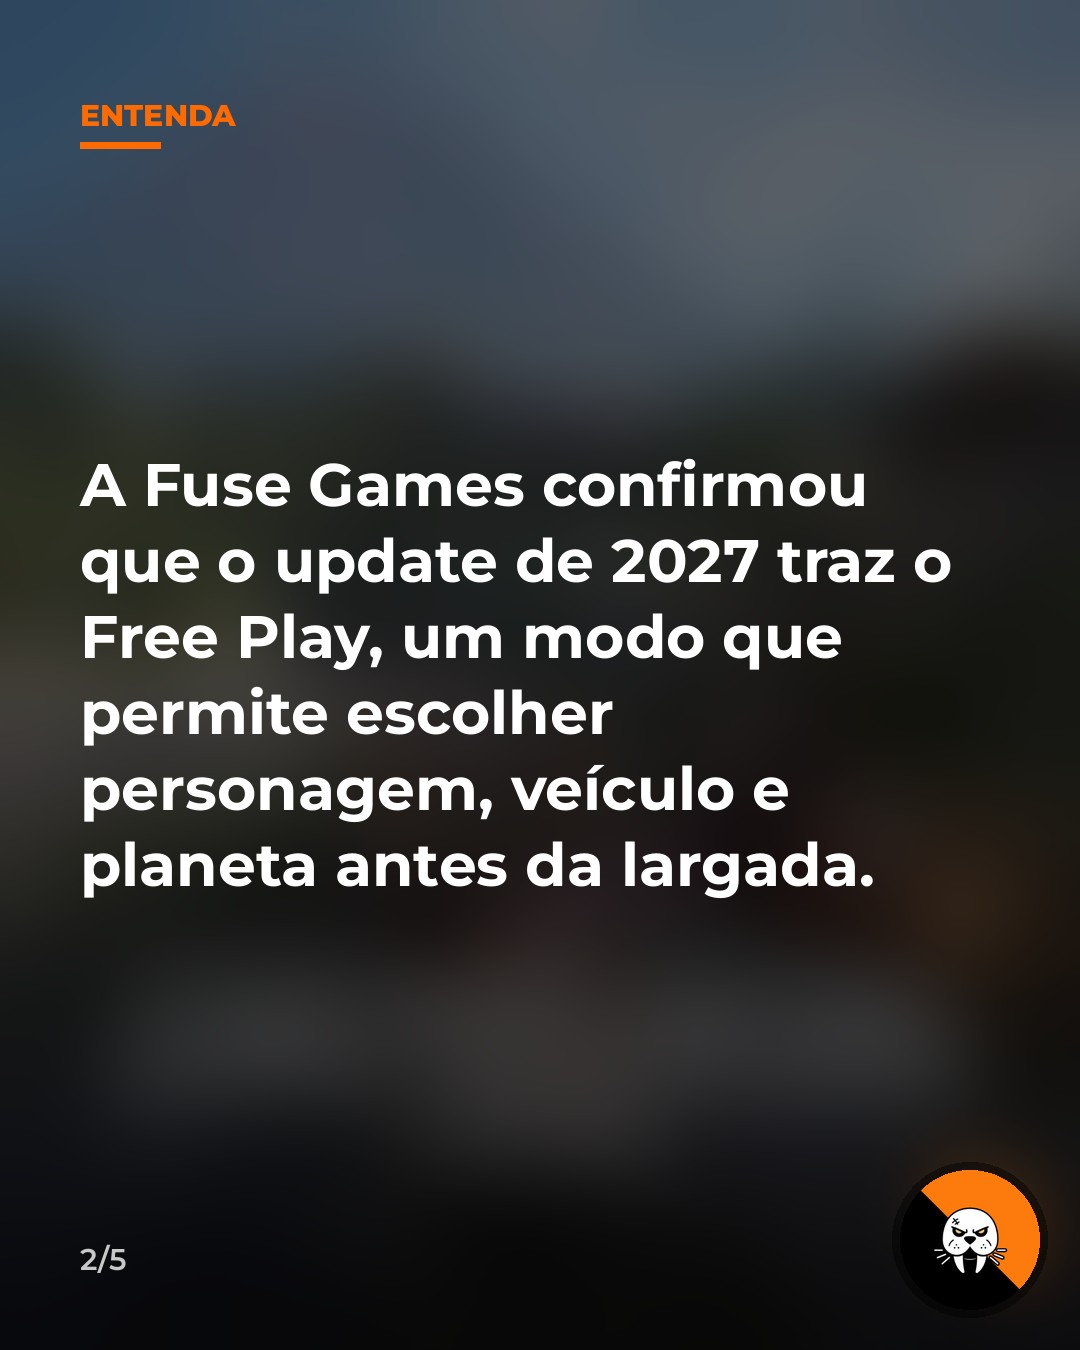 ENTENDA
A Fuse Games confirmou
que o update de 2027 traz o
Free Play, um modo que
permite escolher
personagem, veículo e
planeta antes da largada.
2/5